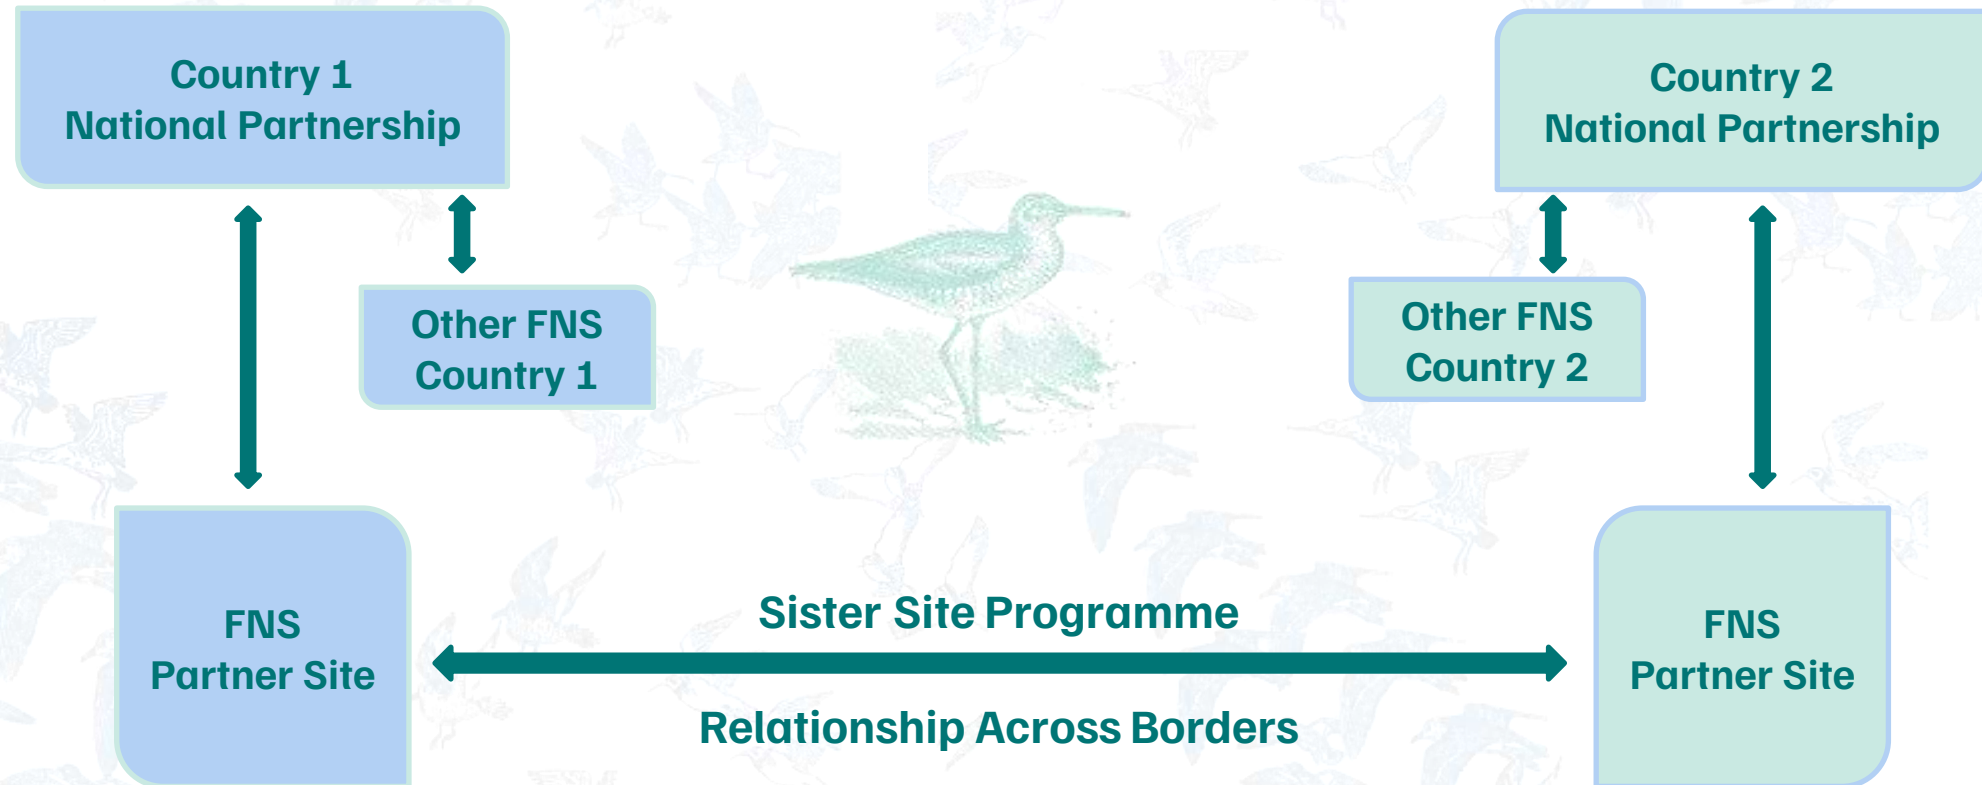 Country 1
National Partnership
Country 2
National Partnership
Other FNS
Country 1
Other FNS
Country 2
FNS
Partner Site
Sister Site Programme
Relationship Across Borders
FNS
Partner Site